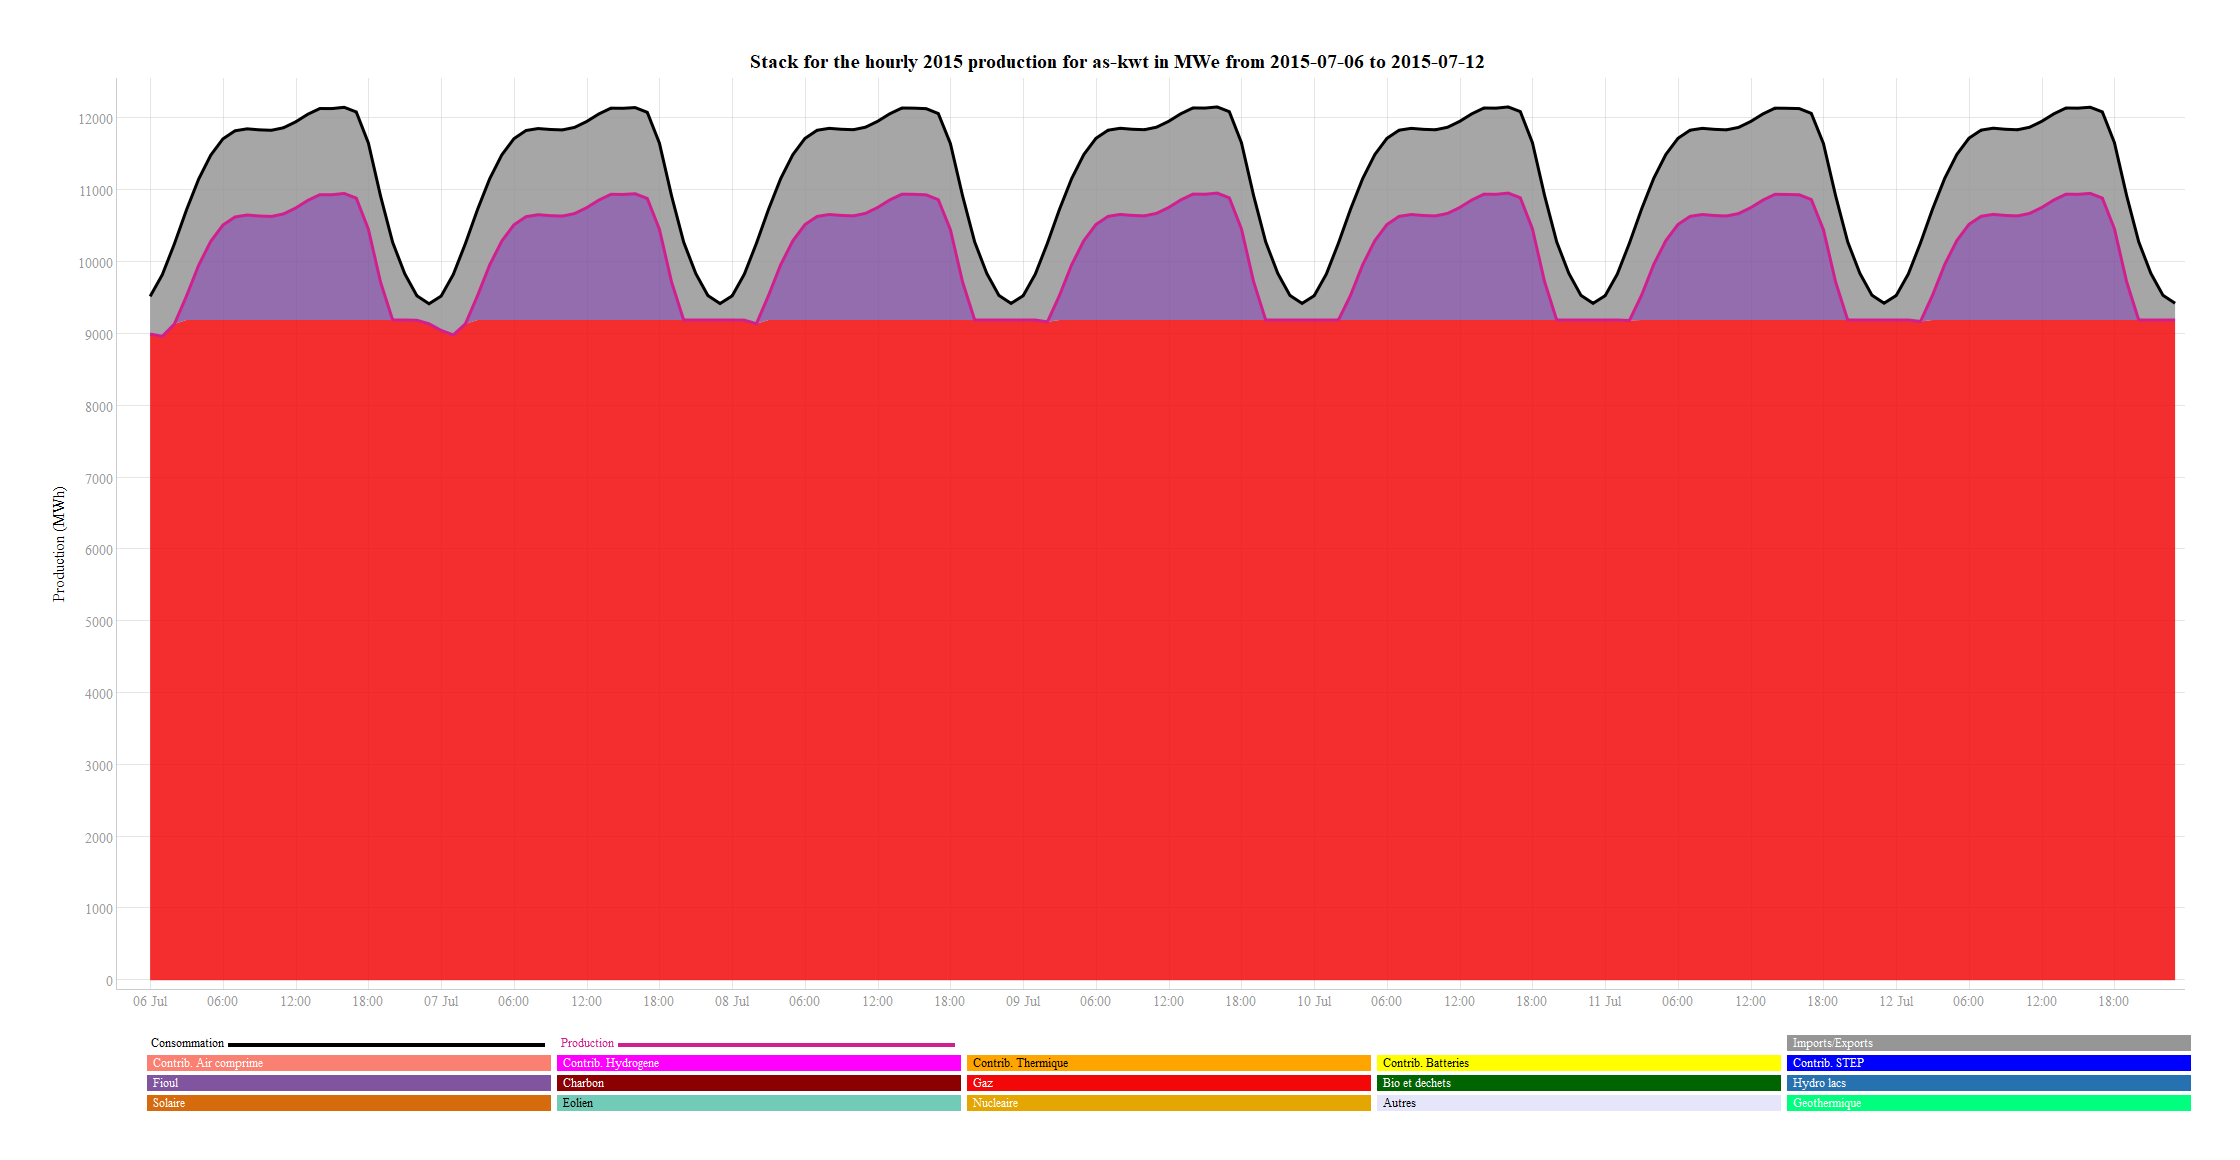 Stack for the hourly 2015 production for as-kwt in MWe from 2015-07-06 to 2015-07-12
Production (MWh)
12000
11000
10000
9000
8000
7000
6000
5000
4000
3000
2000
1000
0
06 Jul 06:00 12:00 18:00 07 Jul 06:00 12:00 18:00 08 Jul 06:00 12:00 18:00 09 Jul 06:00 12:00 18:00 10 Jul 06:00 12:00 18:00 11 Jul 06:00 12:00 18:00 12 Jul 06:00 12:00 18:00
Consommation Production Imports/Exports
Contrib. Air comprime Contrib. Hydrogene Contrib. Thermique Contrib. Batteries Contrib. STEP
Fioul Charbon Gaz Bio et dechets Hydro lacs
Solaire Eolien Nucleaire Autres Geothermique